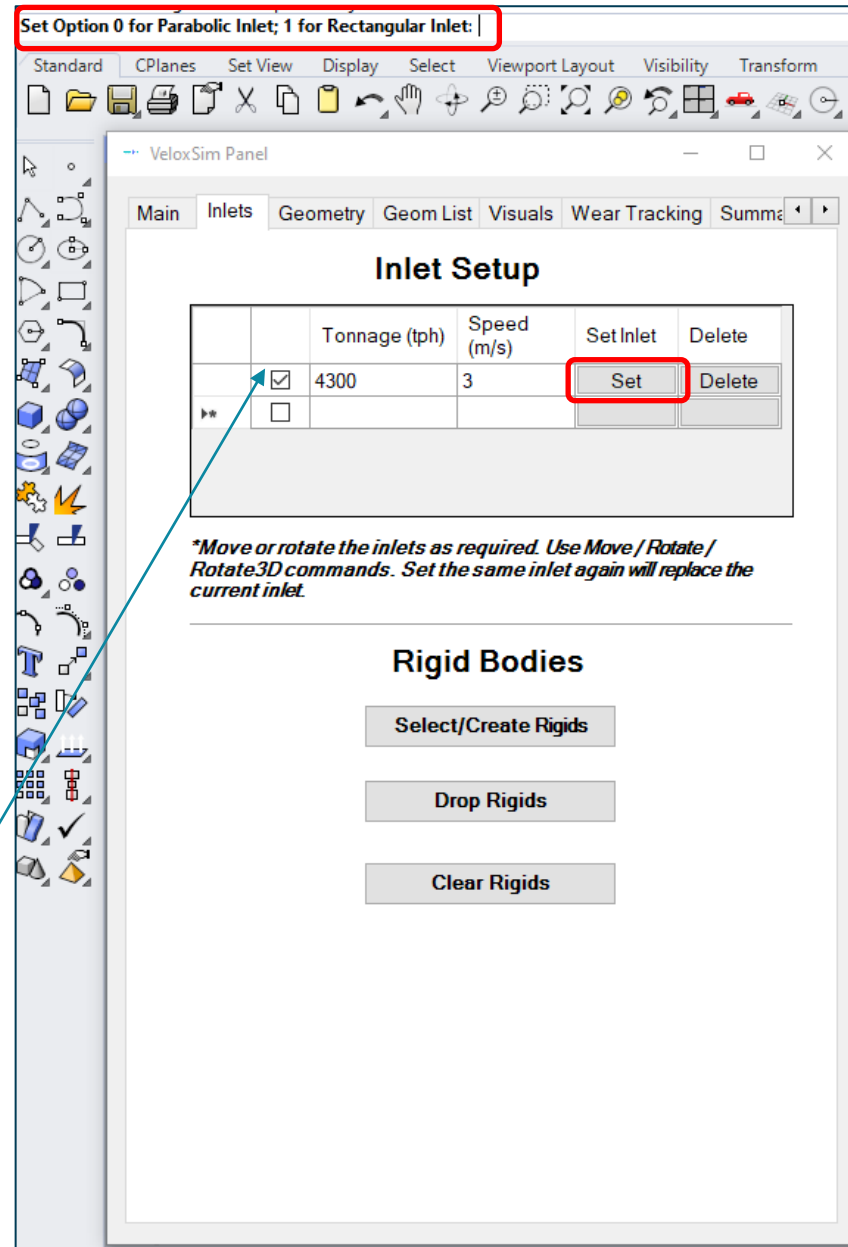 Set Option 0 for Parabolic Inlet; 1 for Rectangular Inlet:
Standard CPlanes Set View Display Select Viewport Layout Visibility Transform
VeloxSim Panel
Main Inlets Geometry Geom List Visuals Wear Tracking
Inlet Setup
Tonnage (tph) Speed (m/s) Set Inlet Delete
4300 3 Set Delete
*Move or rotate the inlets as required. Use Move / Rotate /
Rotate3D commands. Set the same inlet again will replace the
current inlet.
Rigid Bodies
Select/Create Rigids
Drop Rigids
Clear Rigids